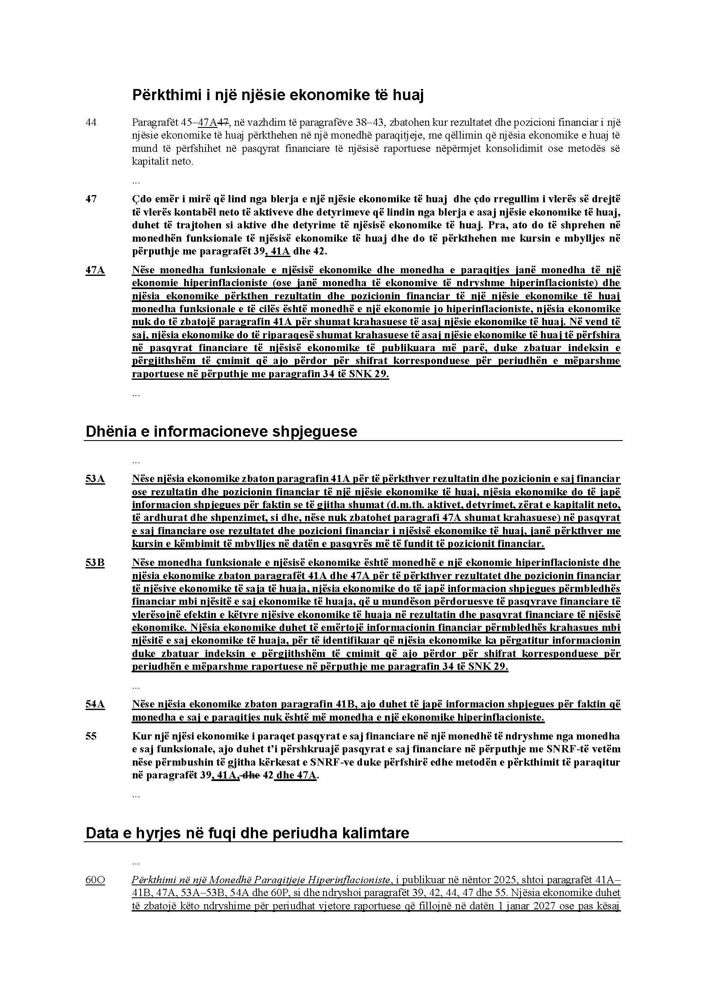 Përkthimi i një njësie ekonomike të huaj
44 Paragrafët 45–47A47, në vazhdim të paragrafëve 38–43, zbatohen kur rezultatet dhe pozicioni financiar i një
njësie ekonomike të huaj përkthehen në një monedhë paraqitjeje, me qëllimin që njësia ekonomike e huaj të
mund të përfshihet në pasqyrat financiare të njësisë raportuese nëpërmjet konsolidimit ose metodës së
kapitalit neto.
...
47 Çdo emër i mirë që lind nga blerja e një njësie ekonomike të huaj dhe çdo rregullim i vlerës së drejtë
të vlerës kontabël neto të aktiveve dhe detyrimeve që lindin nga blerja e asaj njësie ekonomike të huaj,
duhet të trajtohen si aktive dhe detyrime të njësisë ekonomike të huaj. Pra, ato do të shprehen në
monedhën funksionale të njësisë ekonomike të huaj dhe do të përkthehen me kursin e mbylljes në
përputhje me paragrafët 39, 41A dhe 42.
47A Nëse monedha funksionale e njësisë ekonomike dhe monedha e paraqitjes janë monedha të një
ekonomie hiperinflacioniste (ose janë monedha të ekonomive të ndryshme hiperinflacioniste) dhe
njësia ekonomike përkthen rezultatin dhe pozicionin financiar të një njësie ekonomike të huaj
monedha funksionale e të cilës është monedhë e një ekonomie jo hiperinflacioniste, njësia ekonomike
nuk do të zbatojë paragrafin 41A për shumat krahasuese të asaj njësie ekonomike të huaj. Në vend të
saj, njësia ekonomike do të riparaqesë shumat krahasuese të asaj njësie ekonomike të huaj të përfshira
në pasqyrat financiare të njësisë ekonomike të publikuara më parë, duke zbatuar indeksin e
përgjithshëm të çmimit që ajo përdor për shifrat korresponduese për periudhën e mëparshme
raportuese në përputhje me paragrafin 34 të SNK 29.
...
Dhënia e informacioneve shpjeguese
...
53A Nëse njësia ekonomike zbaton paragrafin 41A për të përkthyer rezultatin dhe pozicionin e saj financiar
ose rezultatin dhe pozicionin financiar të një njësie ekonomike të huaj, njësia ekonomike do të japë
informacion shpjegues për faktin se të gjitha shumat (d.m.th. aktivet, detyrimet, zërat e kapitalit neto,
të ardhurat dhe shpenzimet, si dhe, nëse nuk zbatohet paragrafi 47A shumat krahasuese) në pasqyrat
e saj financiare ose rezultatet dhe pozicioni financiar i njësisë ekonomike të huaj, janë përkthyer me
kursin e këmbimit të mbylljes në datën e pasqyrës më të fundit të pozicionit financiar.
53B Nëse monedha funksionale e njësisë ekonomike është monedhë e një ekonomie hiperinflacioniste dhe
njësia ekonomike zbaton paragrafët 41A dhe 47A për të përkthyer rezultatet dhe pozicionin financiar
të njësive ekonomike të saja të huaja, njësia ekonomike do të japë informacion shpjegues përmbledhës
financiar mbi njësitë e saj ekonomike të huaja, që u mundëson përdoruesve të pasqyrave financiare të
vlerësojnë efektin e këtyre njësive ekonomike të huaja në rezultatin dhe pasqyrat financiare të njësisë
ekonomike. Njësia ekonomike duhet të emërtojë informacionin financiar përmbledhës krahasues mbi
njësitë e saj ekonomike të huaja, për të identifikuar që njësia ekonomike ka përgatitur informacionin
duke zbatuar indeksin e përgjithshëm të çmimit që ajo përdor për shifrat korresponduese për
periudhën e mëparshme raportuese në përputhje me paragrafin 34 të SNK 29.
...
54A Nëse njësia ekonomike zbaton paragrafin 41B, ajo duhet të japë informacion shpjegues për faktin që
monedha e saj e paraqitjes nuk është më monedha e një ekonomike hiperinflacioniste.
55 Kur një njësi ekonomike i paraqet pasqyrat e saj financiare në një monedhë të ndryshme nga monedha
e saj funksionale, ajo duhet t’i përshkruajë pasqyrat e saj financiare në përputhje me SNRF-të vetëm
nëse përmbushin të gjitha kërkesat e SNRF-ve duke përfshirë edhe metodën e përkthimit të paraqitur
në paragrafët 39, 41A, dhe 42 dhe 47A.
...
Data e hyrjes në fuqi dhe periudha kalimtare
...
60O Përkthimi në një Monedhë Paraqitjeje Hiperinflacioniste, i publikuar në nëntor 2025, shtoi paragrafët 41A–
41B, 47A, 53A–53B, 54A dhe 60P, si dhe ndryshoi paragrafët 39, 42, 44, 47 dhe 55. Njësia ekonomike duhet
të zbatojë këto ndryshime për periudhat vjetore raportuese që fillojnë në datën 1 janar 2027 ose pas kësaj